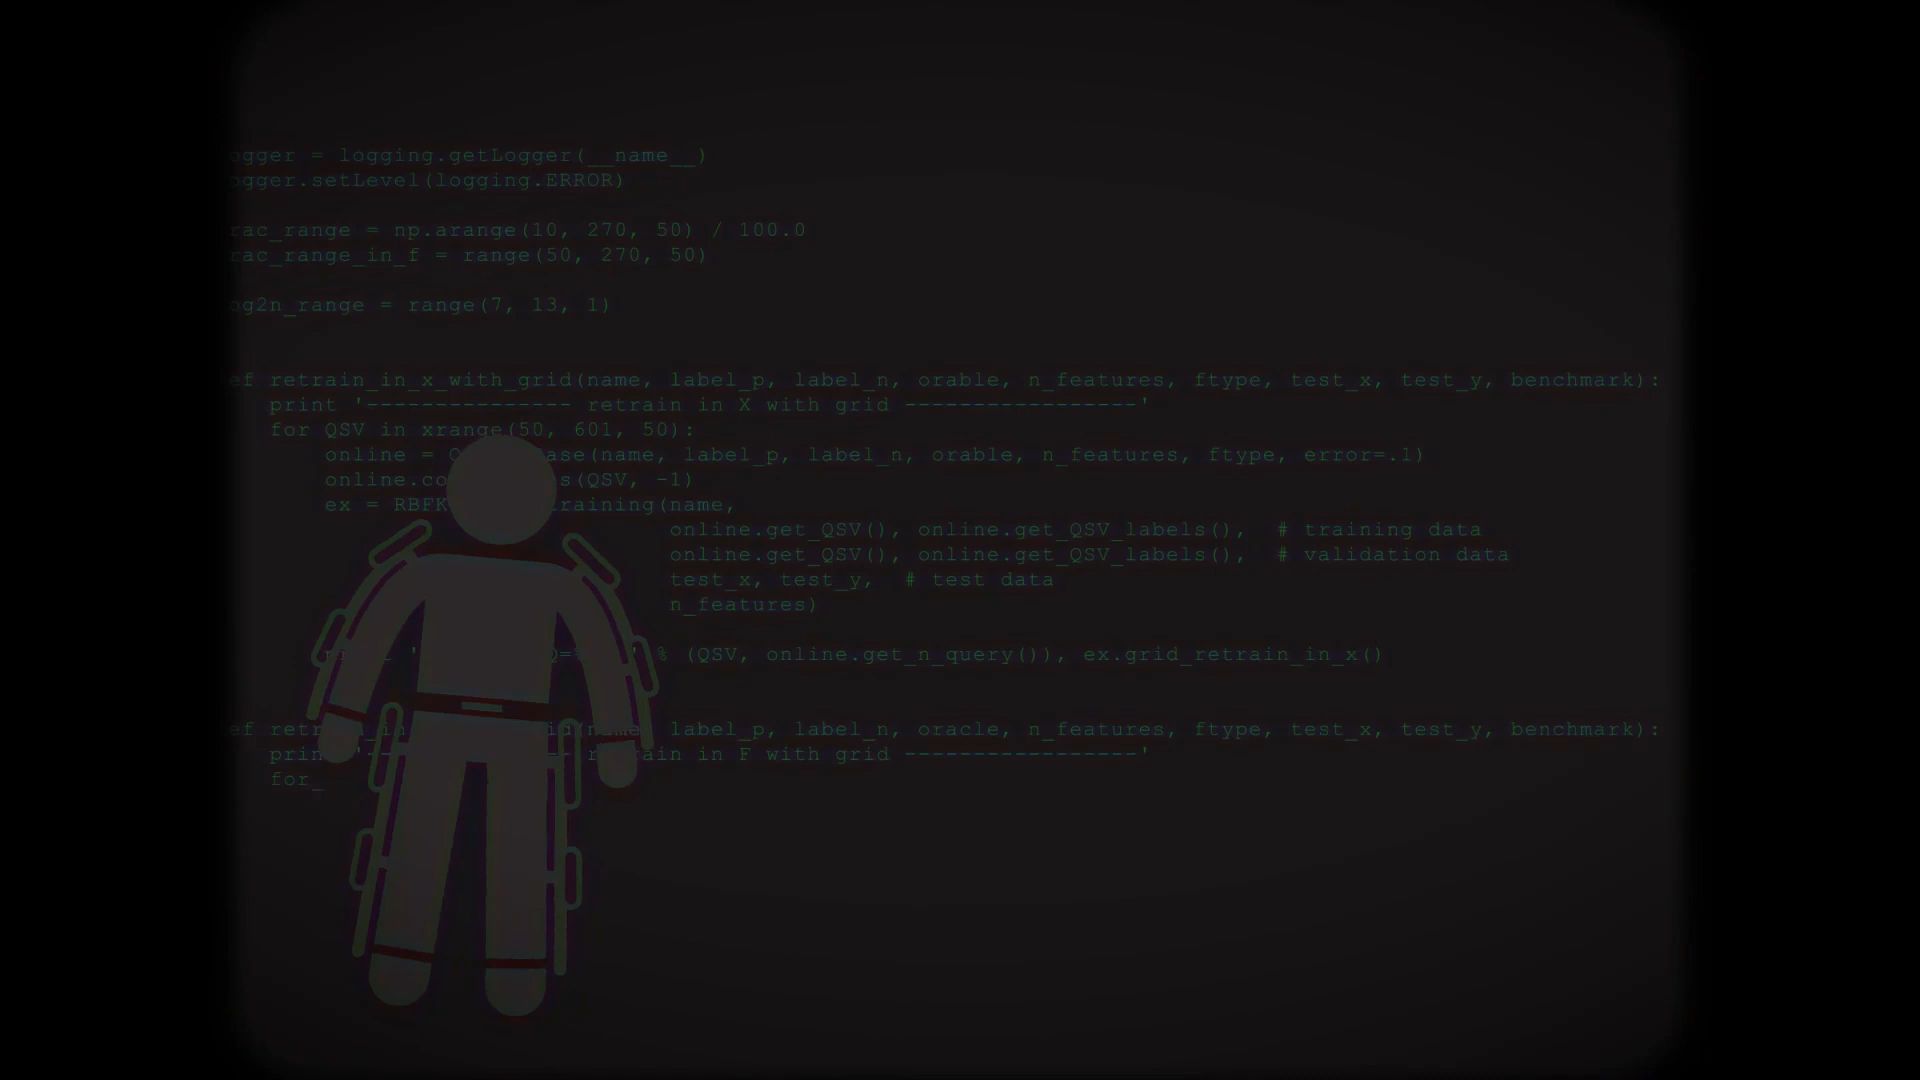 ogger = logging.getLogger(__name__)
ogger.setLevel(logging.ERROR)
rac_range = np.arange(10, 270, 50) / 100.0
rac_range_in_f = range(50, 270, 50)
og2n_range = range(7, 13, 1)
ef retrain_in_x_with_grid(name, label_p, label_n, orable, n_features, ftype, test_x, test_y, benchmark):
print '--------------- retrain in X with grid -----------------'
for QSV in xrange(50, 601, 50):
online = O ase(name, label_p, label_n, orable, n_features, ftype, error=.1)
online.co s(QSV, -1)
ex = RBFK raining(name,
online.get_QSV(), online.get_QSV_labels(), # training data
online.get_QSV(), online.get_QSV_labels(), # validation data
test_x, test_y, # test data
n_features)
' Q=% ' % (QSV, online.get_n_query()), ex.grid_retrain_in_x()
ef retr in id(name, label_p, label_n, oracle, n_features, ftype, test_x, test_y, benchmark):
prin '- ------ retrain in F with grid -----------------'
for_